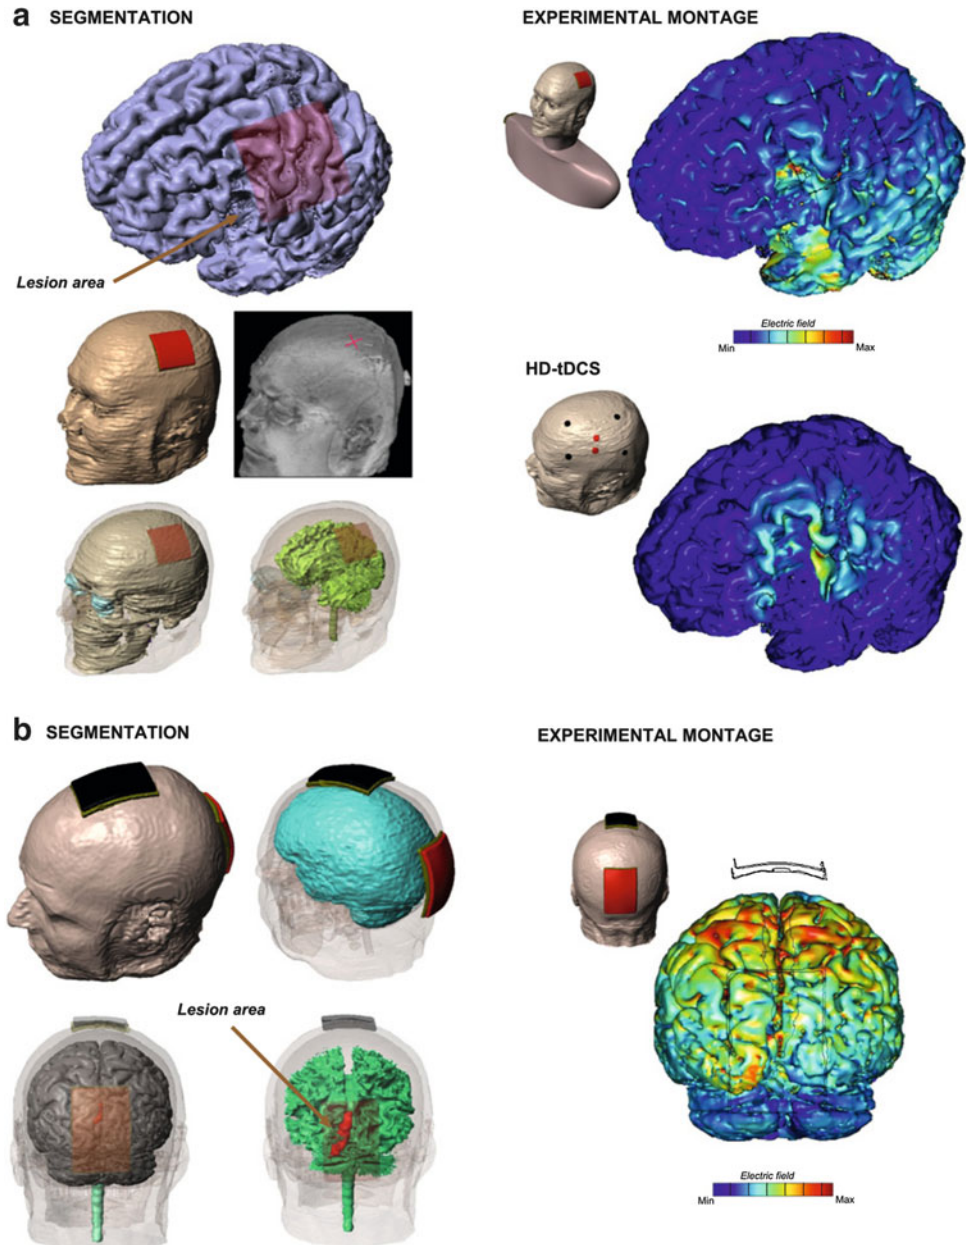 a SEGMENTATION
EXPERIMENTAL MONTAGE
Lesion area
Electric field
Min Max
HD-tDCS
b SEGMENTATION
EXPERIMENTAL MONTAGE
Lesion area
Electric field
Min Max